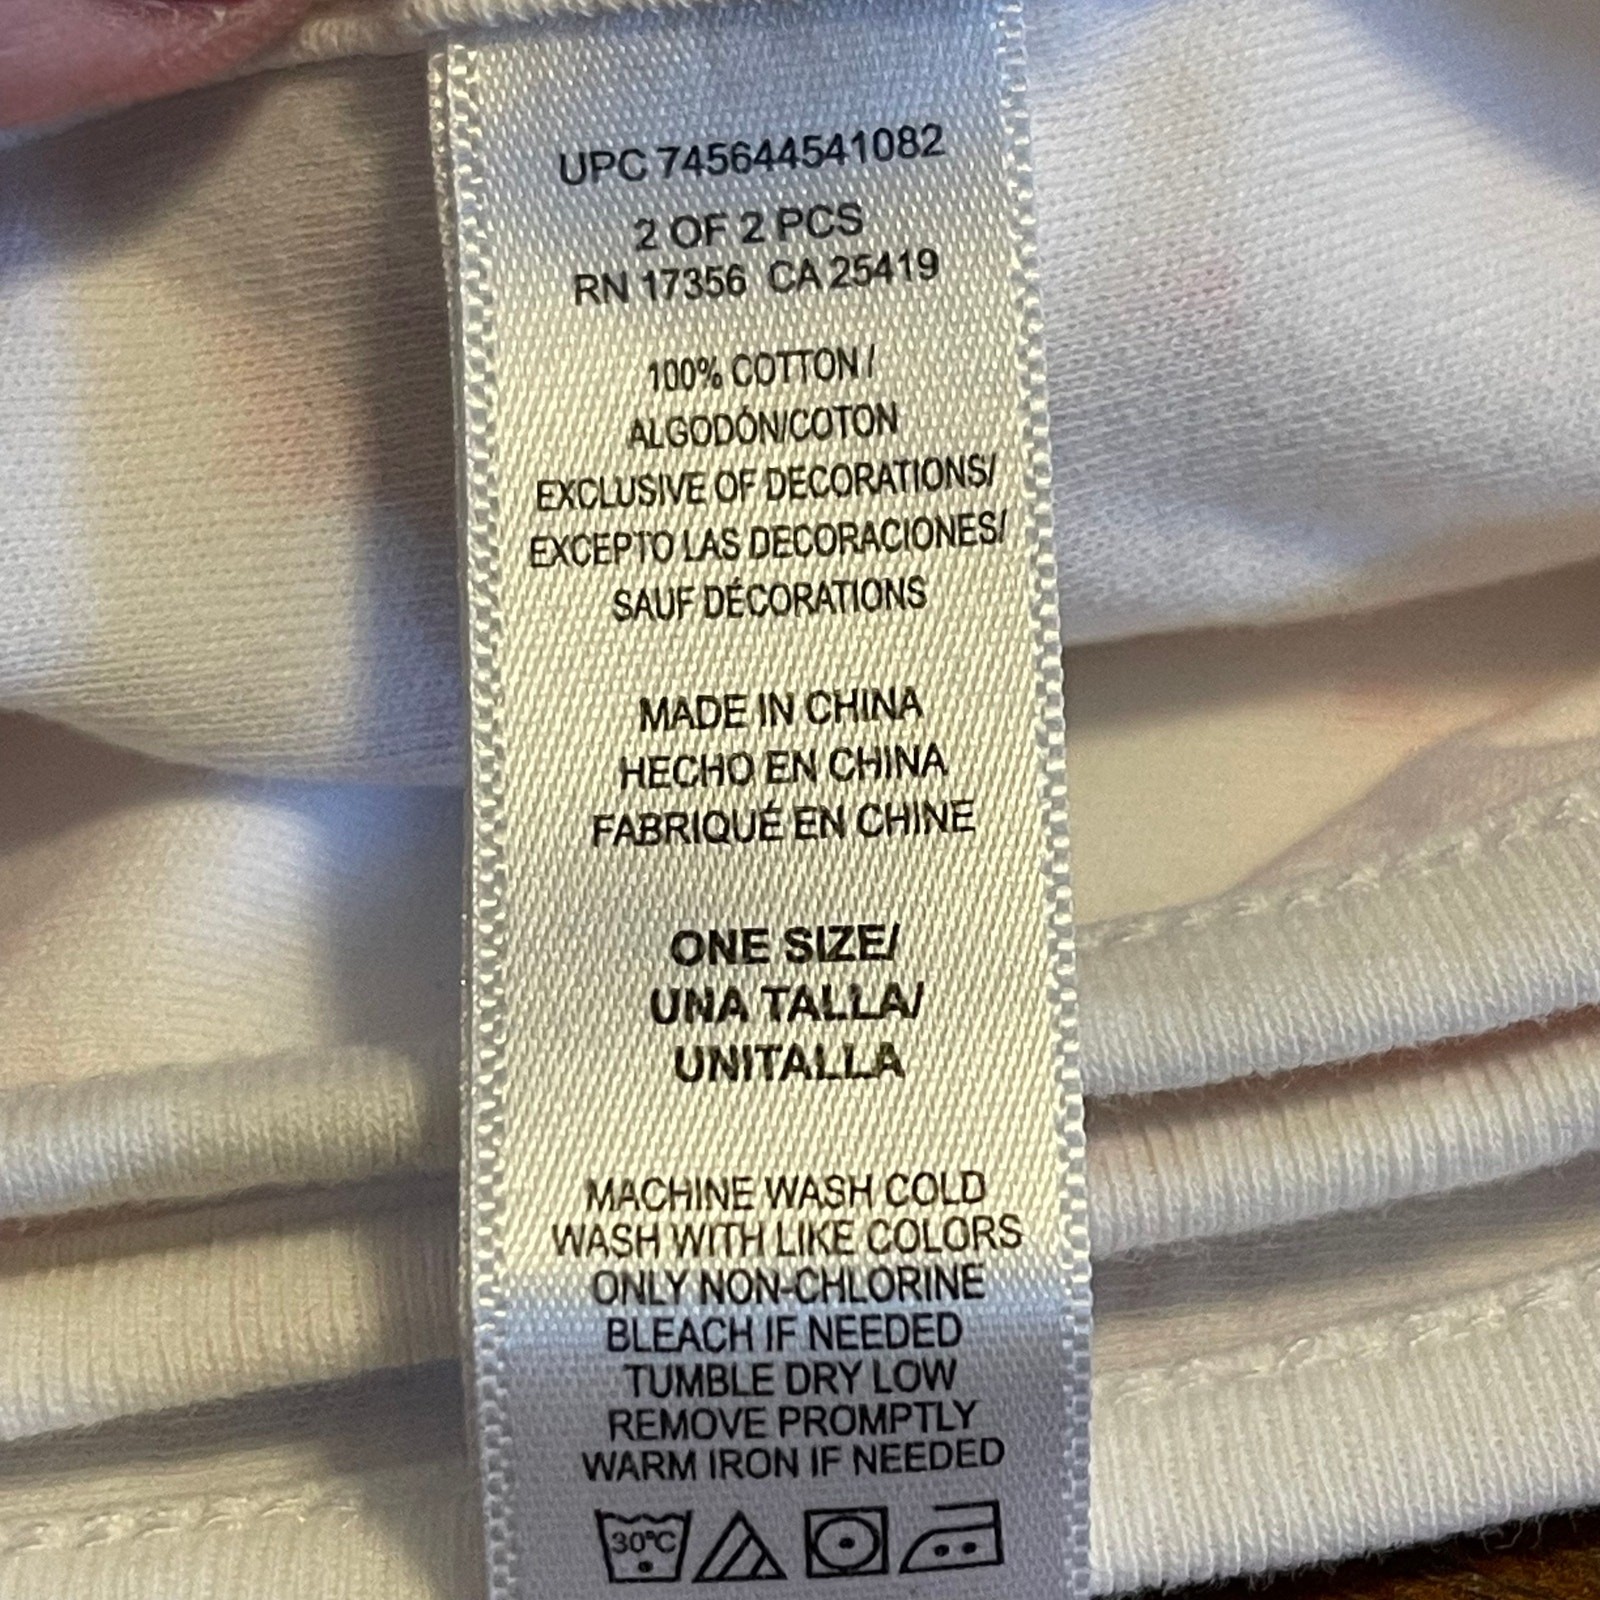 UPC 745644541082
2 OF 2 PCS
RN 17356 CA 25419
100% COTTON /
ALGODÓN/COTON
EXCLUSIVE OF DECORATIONS/
EXCEPTO LAS DECORACIONES/
SAUF DÉCORATIONS
MADE IN CHINA
HECHO EN CHINA
FABRIQUÉ EN CHINE
ONE SIZE/
UNA TALLA/
UNITALLA
MACHINE WASH COLD
WASH WITH LIKE COLORS
ONLY NON-CHLORINE
BLEACH IF NEEDED
TUMBLE DRY LOW
REMOVE PROMPTLY
WARM IRON IF NEEDED
30°C